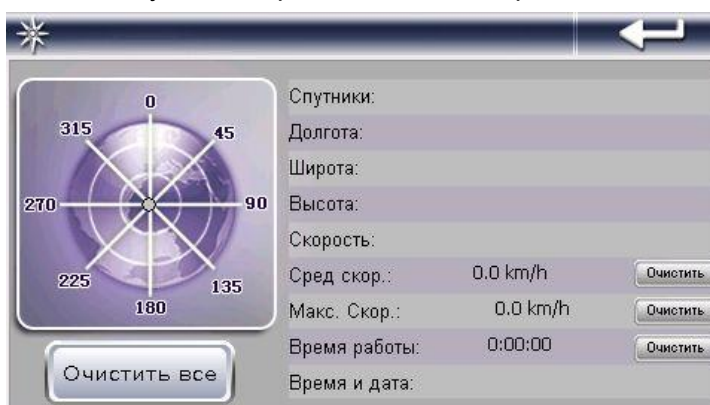 0
315 45
270 90
225 135
180
Очистить все
Спутники:
Долгота:
Широта:
Высота:
Скорость:
Сред скор.: 0.0 km/h Очистить
Макс. Скор.: 0.0 km/h Очистить
Время работы: 0:00:00 Очистить
Время и дата: